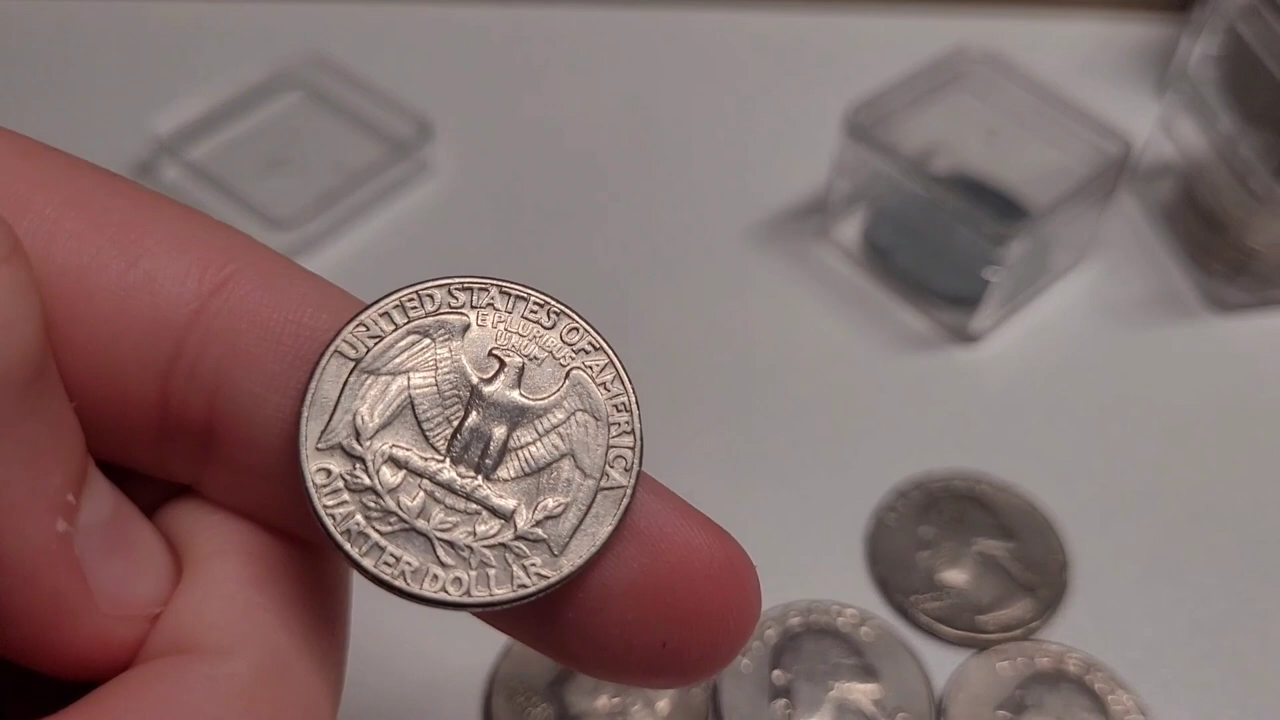 UNITED STATES OF AMERICA
E PLURIBUS
UNUM
QUARTER DOLLAR